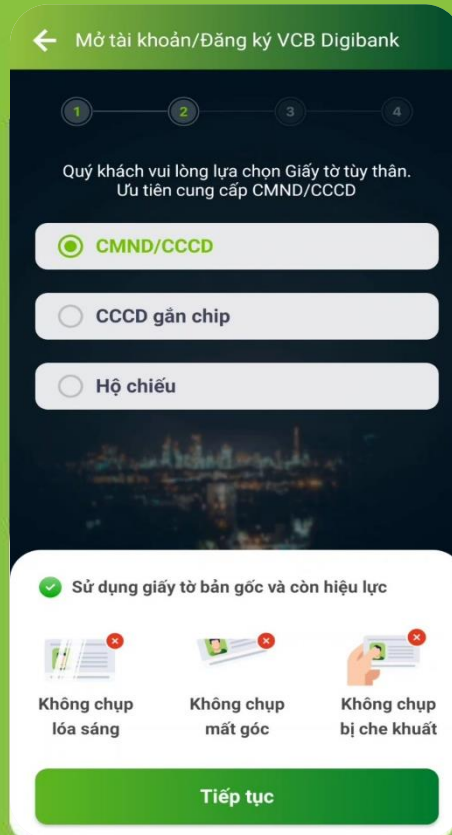 Mở tài khoản/Đăng ký VCB Digibank
1 2 3 4
Quý khách vui lòng lựa chọn Giấy tờ tùy thân.
Ưu tiên cung cấp CMND/CCCD
CMND/CCCD
CCCD gắn chip
Hộ chiếu
Sử dụng giấy tờ bản gốc và còn hiệu lực
Không chụp
lóa sáng
Không chụp
mất góc
Không chụp
bị che khuất
Tiếp tục